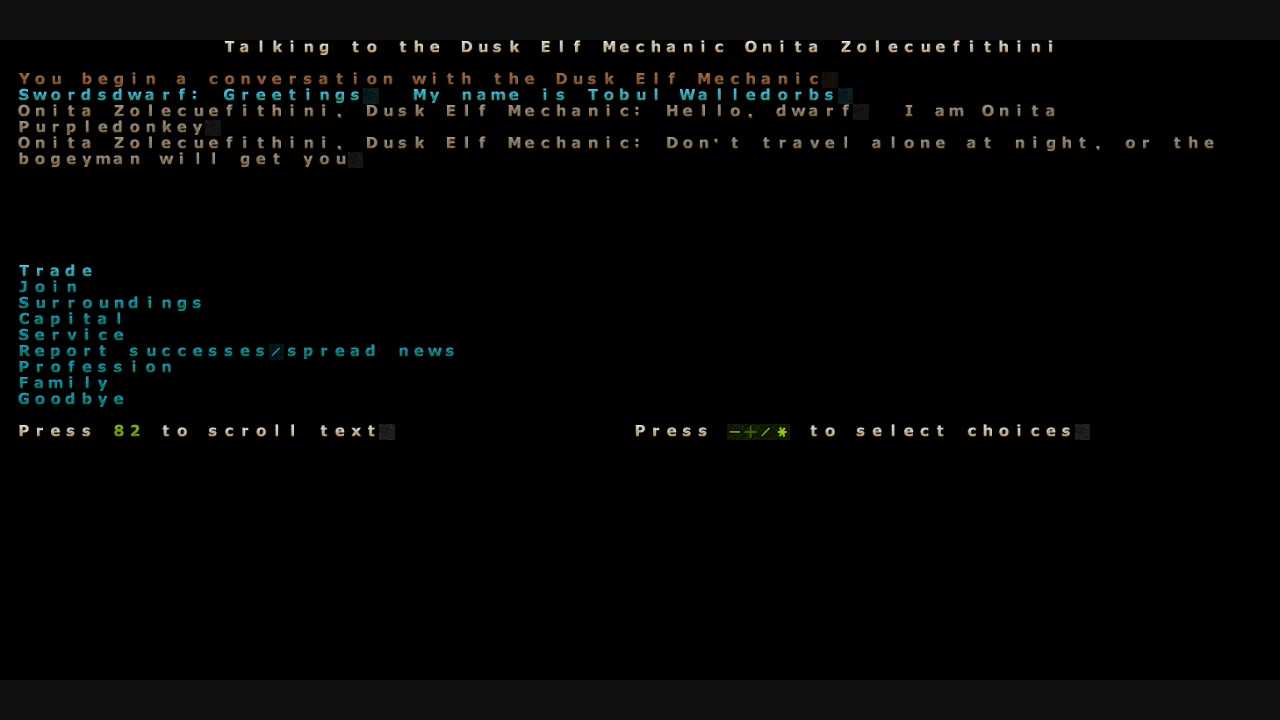 Talking to the Dusk Elf Mechanic Onita Zolecuefithini
You begin a conversation with the Dusk Elf Mechanic
Swordsdwarf: Greetings  My name is Tobul Walledorbs
Onita Zolecuefithini, Dusk Elf Mechanic: Hello, dwarf  I am Onita
Purpledonkey
Onita Zolecuefithini, Dusk Elf Mechanic: Don't travel alone at night, or the
bogeyman will get you
Trade
Join
Surroundings
Capital
Service
Report successes/spread news
Profession
Family
Goodbye
Press 82 to scroll text  Press -+/* to select choices